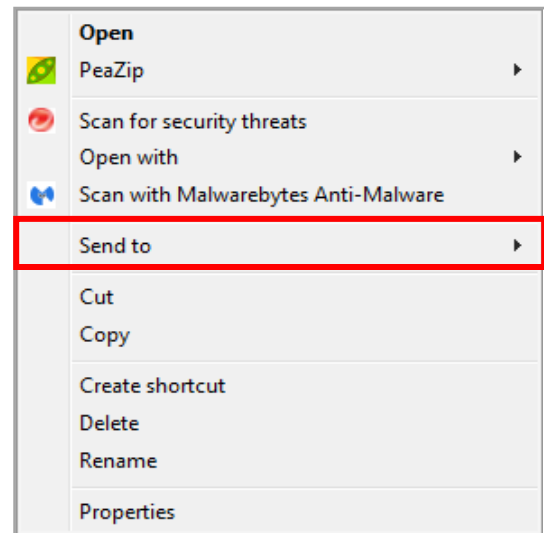 Open
PeaZip
Scan for security threats
Open with
Scan with Malwarebytes Anti-Malware
Send to
Cut
Copy
Create shortcut
Delete
Rename
Properties